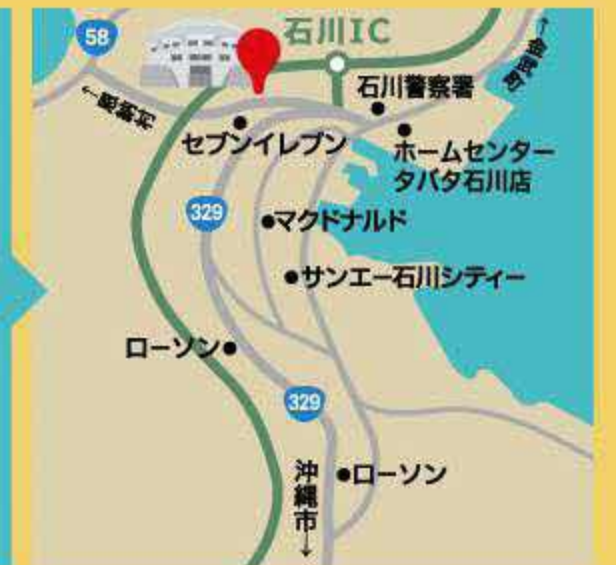 58
石川IC
↑金武町
石川警察署
←恩納村
セブンイレブン
ホームセンター
タバタ石川店
329
マクドナルド
サンエー石川シティー
ローソン
329
沖縄市→
ローソン